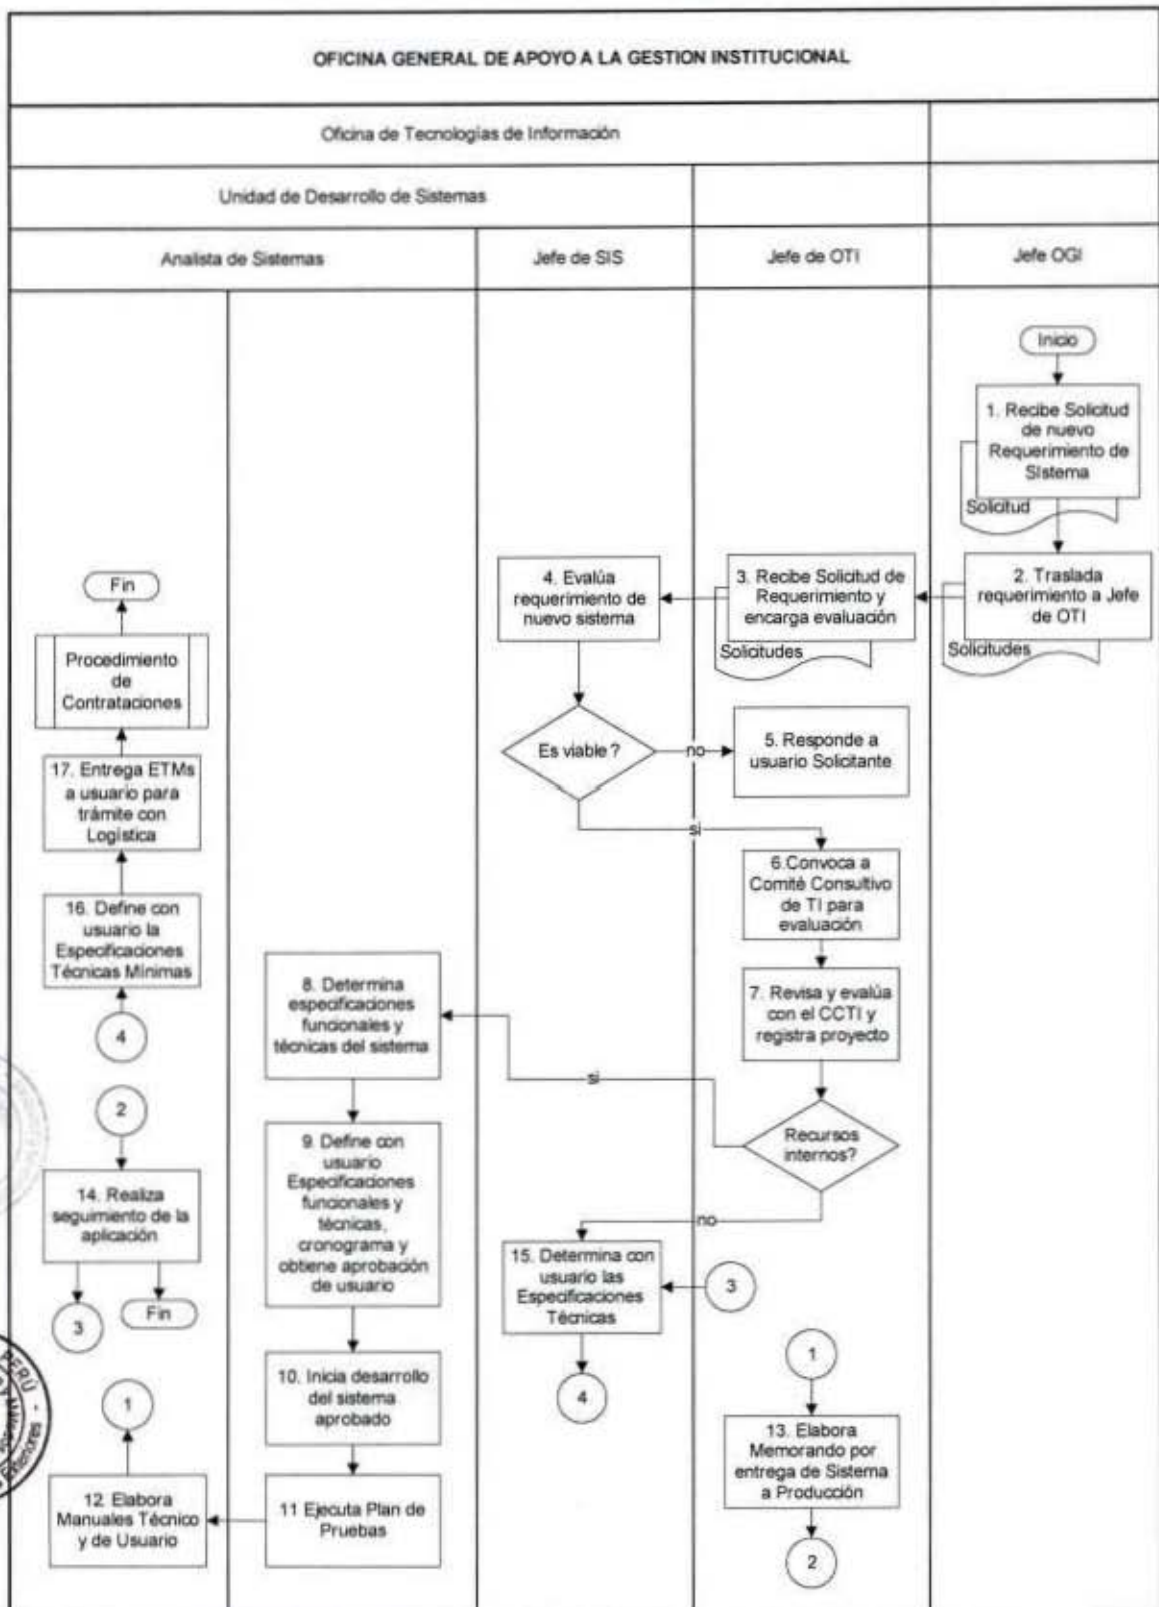 OFICINA GENERAL DE APOYO A LA GESTION INSTITUCIONAL
Oficina de Tecnologías de Información
Unidad de Desarrollo de Sistemas
Analista de Sistemas
Jefe de SIS
Jefe de OTI
Jefe OGI
Inicio
1. Recibe Solicitud
de nuevo
Requerimiento de
SIstema
Solicitud
2. Traslada
requerimiento a Jefe
de OTI
Solicitudes
3. Recibe Solicitud de
Requerimiento y
encarga evaluación
Solicitudes
4. Evalúa
requerimiento de
nuevo sistema
Es viable ?
no
5. Responde a
usuario Solicitante
si
6.Convoca a
Comité Consultivo
de TI para
evaluación
7. Revisa y evalúa
con el CCTI y
registra proyecto
Recursos
internos?
si
no
8. Determina
especificaciones
funcionales y
técnicas del sistema
9. Define con
usuario
Especificaciones
funcionales y
técnicas,
cronograma y
obtiene aprobación
de usuario
10. Inicia desarrollo
del sistema
aprobado
11 Ejecuta Plan de
Pruebas
12. Elabora
Manuales Técnico
y de Usuario
1
1
13. Elabora
Memorando por
entrega de Sistema
a Producción
2
2
14. Realiza
seguimiento de la
aplicación
3
Fin
3
15. Determina con
usuario las
Especificaciones
Técnicas
4
4
16. Define con
usuario la
Especificaciones
Técnicas Mínimas
17. Entrega ETMs
a usuario para
trámite con
Logística
Procedimiento
de
Contrataciones
Fin
PERÚ
Exteriores